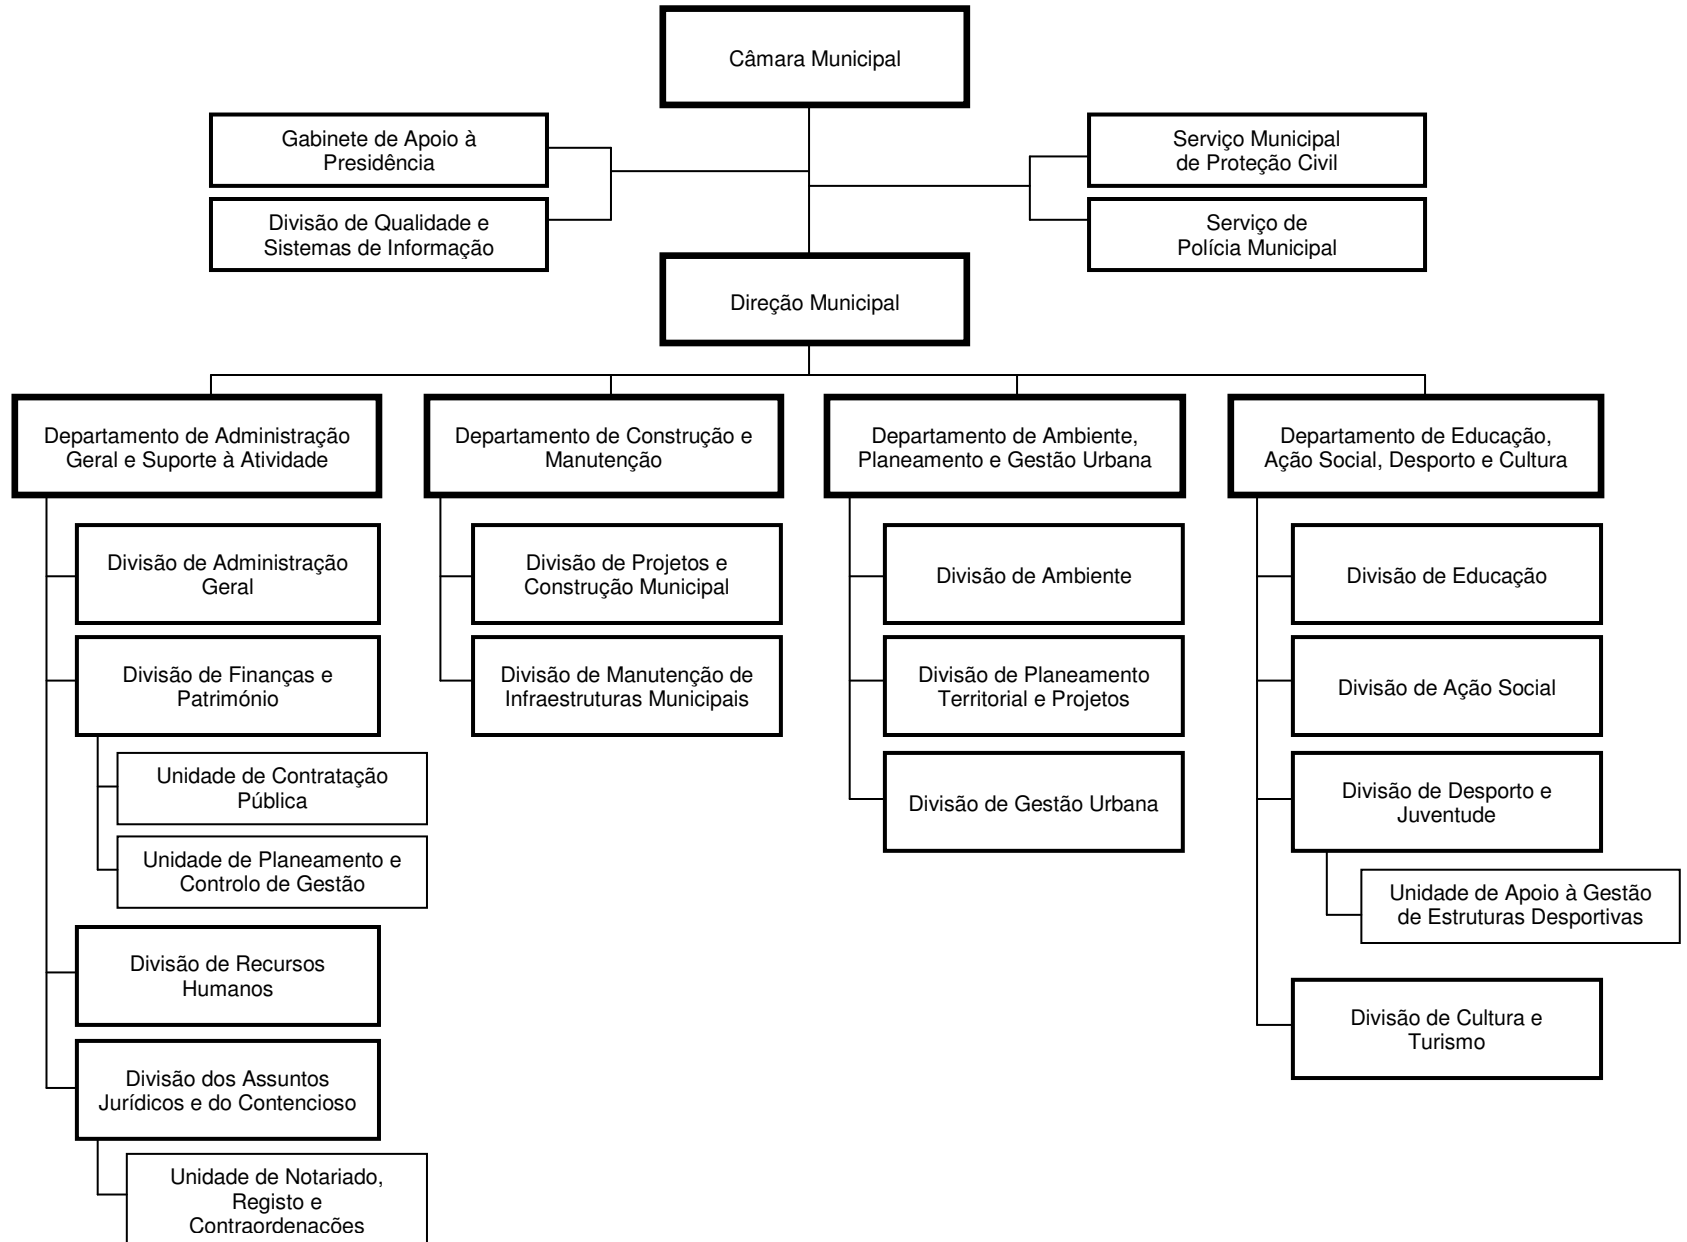 Câmara Municipal
Gabinete de Apoio à
Presidência
Serviço Municipal
de Proteção Civil
Divisão de Qualidade e
Sistemas de Informação
Serviço de
Polícia Municipal
Direção Municipal
Departamento de Administração
Geral e Suporte à Atividade
Departamento de Construção e
Manutenção
Departamento de Ambiente,
Planeamento e Gestão Urbana
Departamento de Educação,
Ação Social, Desporto e Cultura
Divisão de Administração
Geral
Divisão de Finanças e
Património
Unidade de Contratação
Pública
Unidade de Planeamento e
Controlo de Gestão
Divisão de Recursos
Humanos
Divisão dos Assuntos
Jurídicos e do Contencioso
Unidade de Notariado,
Registo e
Contraordenações
Divisão de Projetos e
Construção Municipal
Divisão de Manutenção de
Infraestruturas Municipais
Divisão de Ambiente
Divisão de Planeamento
Territorial e Projetos
Divisão de Gestão Urbana
Divisão de Educação
Divisão de Ação Social
Divisão de Desporto e
Juventude
Unidade de Apoio à Gestão
de Estruturas Desportivas
Divisão de Cultura e
Turismo